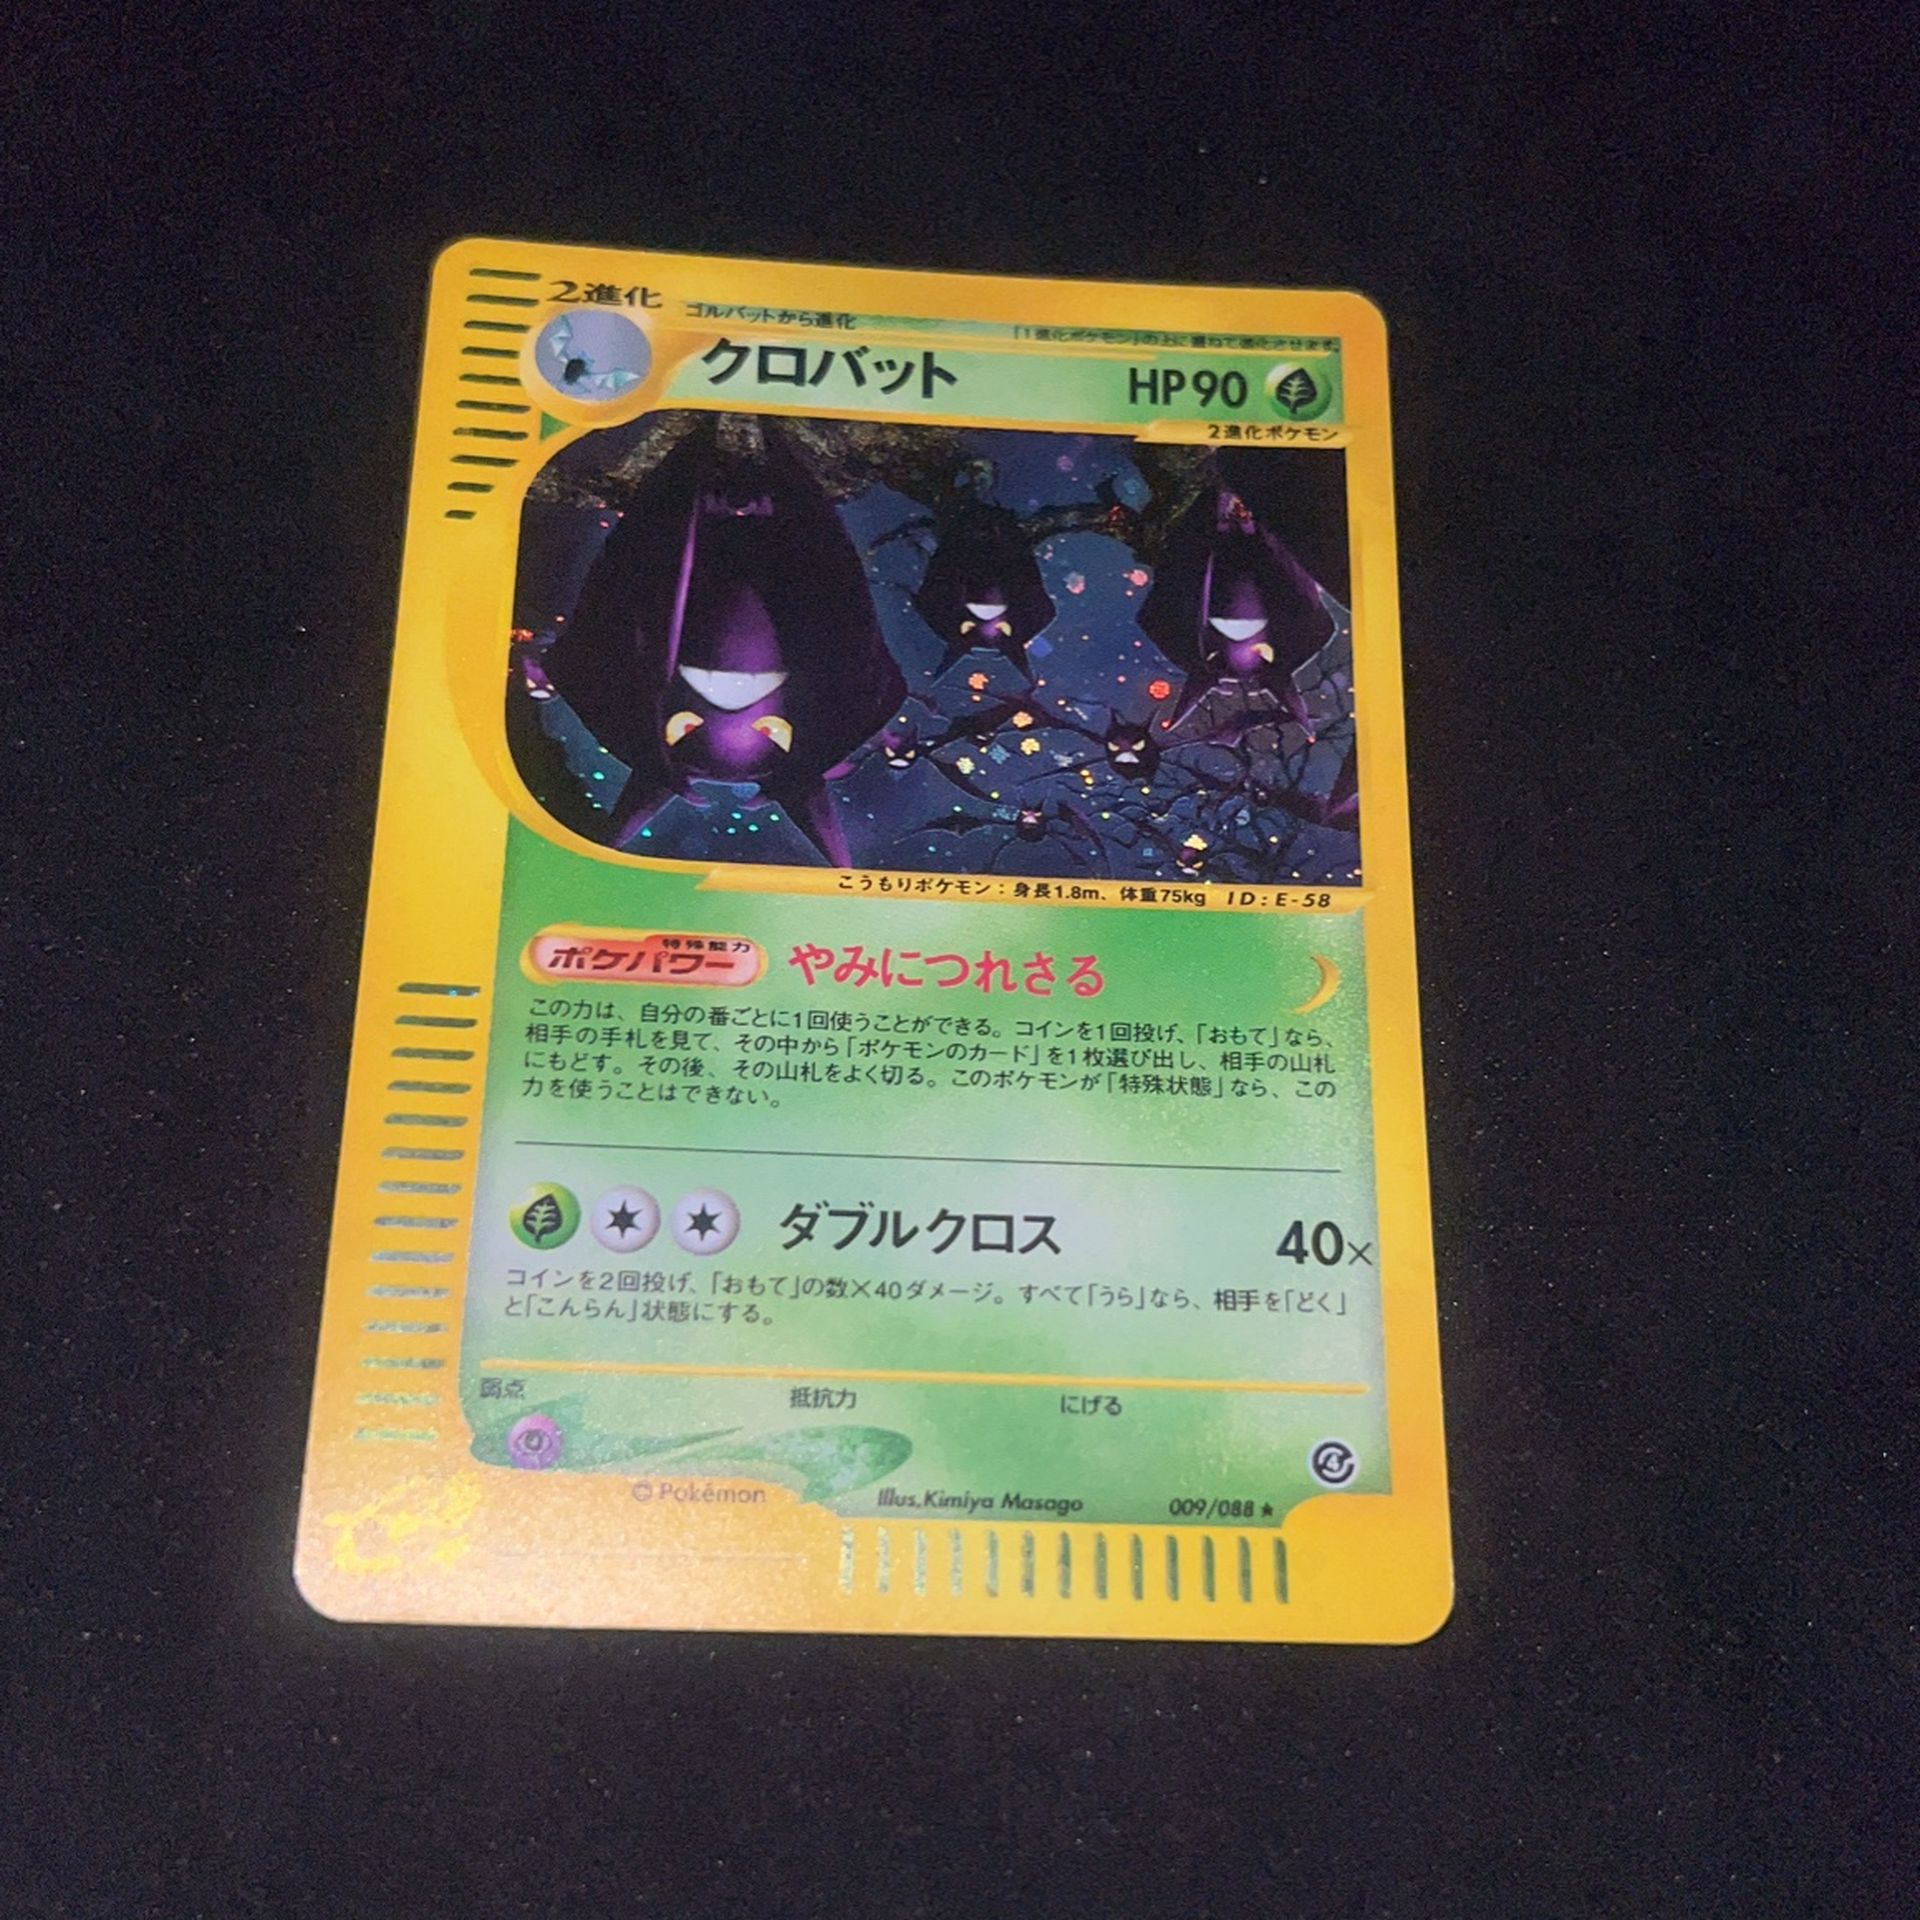 2進化
ゴルバットから進化
「1進化ポケモン」の上に重ねて進化させます。
クロバット
HP90
2進化ポケモン
こうもりポケモン：身長1.8m、体重75kg ID:E-58
特殊能力
ポケパワー やみにつれさる
この力は、自分の番ごとに1回使うことができる。コインを1回投げ、「おもて」なら、
相手の手札を見て、その中から「ポケモンのカード」を1枚選び出し、相手の山札
にもどす。その後、その山札をよく切る。このポケモンが「特殊状態」なら、この
力を使うことはできない。
ダブルクロス 40×
コインを2回投げ、「おもて」の数×40ダメージ。すべて「うら」なら、相手を「どく」
と「こんらん」状態にする。
弱点 抵抗力 にげる
© Pokémon Illus.Kimiya Masago 009/088 ★